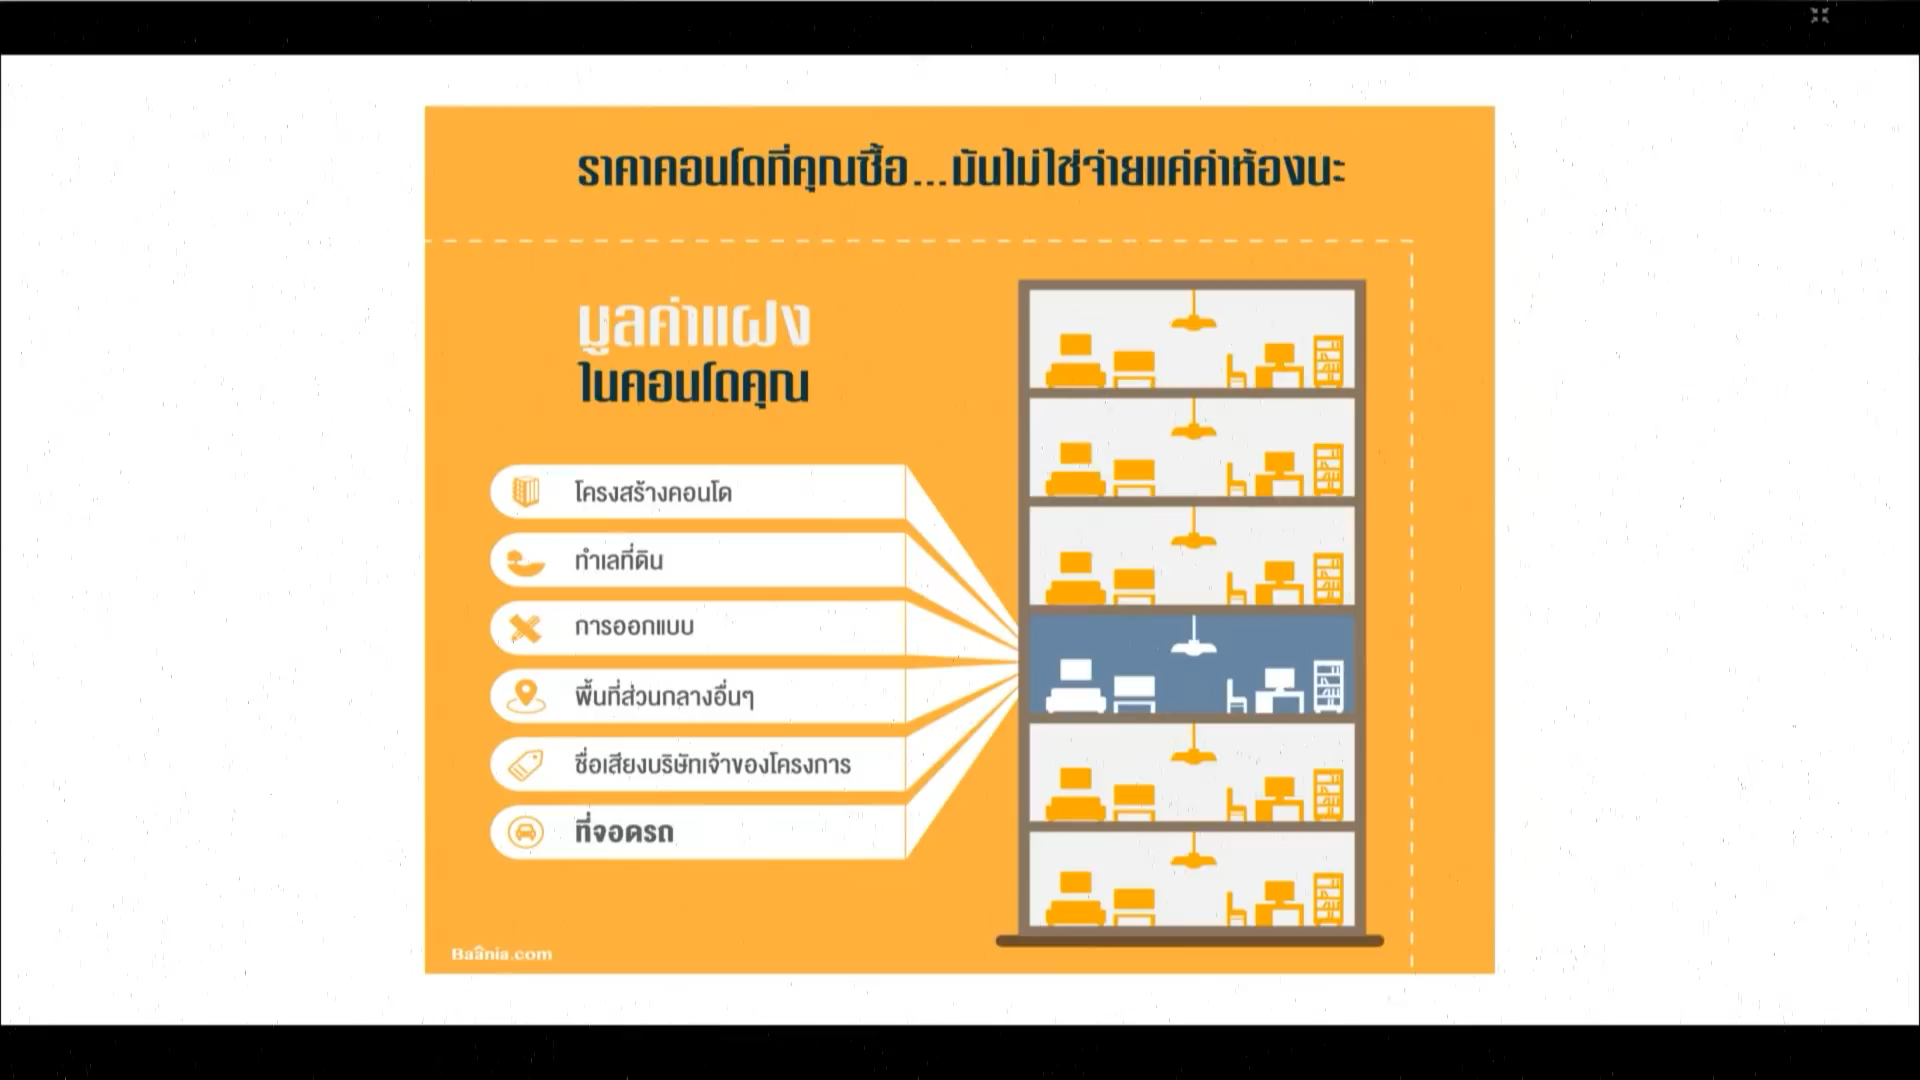 ราคาคอนโดที่คุณซื้อ...มันไม่ใช่จ่ายแค่ค่าห้องนะ
มูลค่าแฝง
ในคอนโดคุณ
โครงสร้างคอนโด
ทำเลที่ดิน
การออกแบบ
พื้นที่ส่วนกลางอื่นๆ
ชื่อเสียงบริษัทเจ้าของโครงการ
ที่จอดรถ
Baania.com